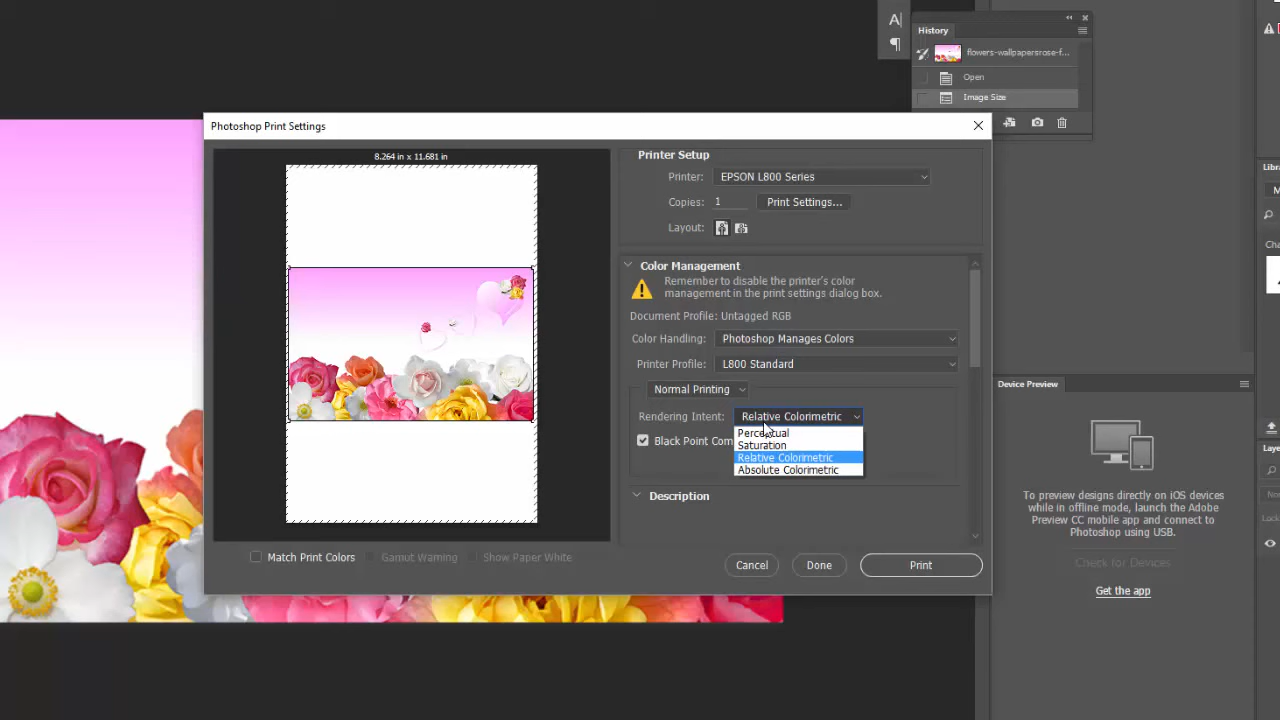 A|
¶
History
flowers-wallpapersrose-f...
Open
Image Size
Photoshop Print Settings
8.264 in x 11.681 in
Printer Setup
Printer: EPSON L800 Series
Copies: 1 Print Settings...
Layout:
Color Management
Remember to disable the printer's color
management in the print settings dialog box.
Document Profile: Untagged RGB
Color Handling: Photoshop Manages Colors
Printer Profile: L800 Standard
Normal Printing
Rendering Intent: Relative Colorimetric
Perceptual
Black Point Com
Saturation
Relative Colorimetric
Absolute Colorimetric
Description
Match Print Colors Gamut Warning Show Paper White
Cancel Done Print
Libra
M
Cha
Device Preview
To preview designs directly on iOS devices
while in offline mode, launch the Adobe
Preview CC mobile app and connect to
Photoshop using USB.
Check for Devices
Get the app
Laye
Nor
Lock